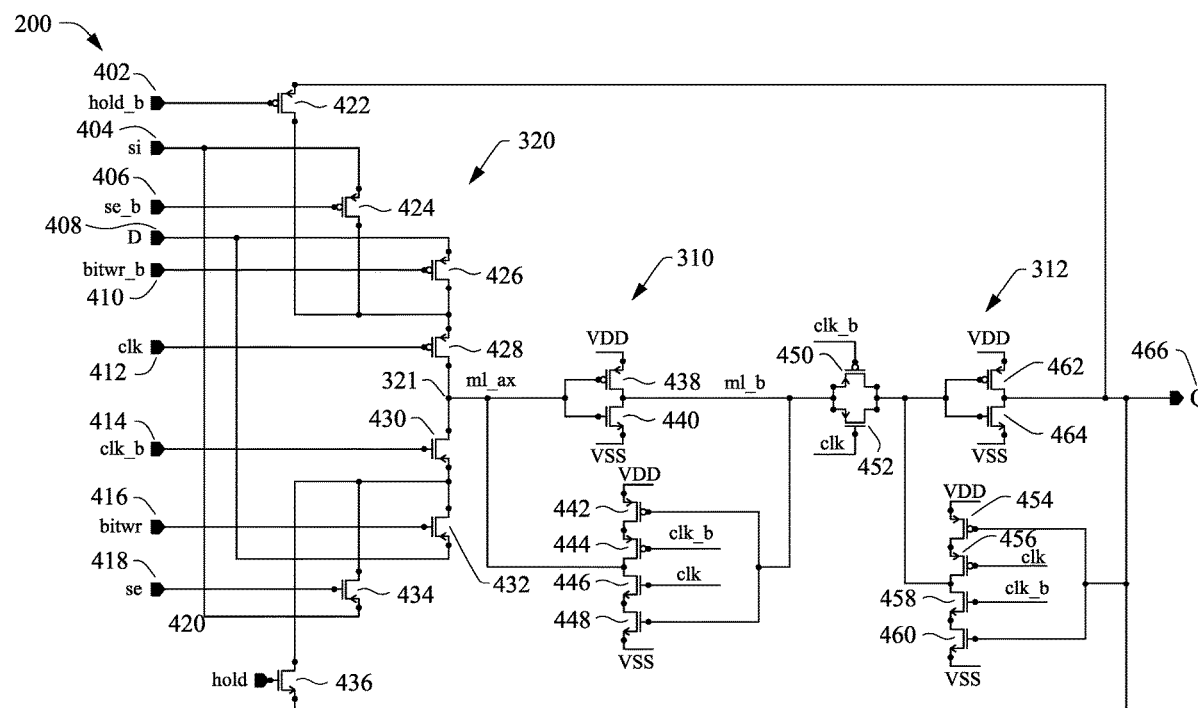 200
402
hold_b
422
404
si
320
406
se_b
424
408
D
310
312
bitwr_b
426
410
clk_b
VDD
VDD
450
466
clk
428
412
438
462
321
ml_ax
ml_b
430
440
464
414
clk_b
VSS
clk
452
VSS
VDD
416
442
VDD
454
bitwr
444
clk_b
456
clk
418
446
clk
clk_b
se
434
432
458
448
460
420
VSS
VSS
hold
436